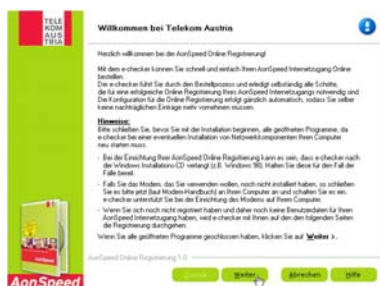 TELE
KOM
AUS
TRIA
Willkommen bei Telekom Austria
Herzlich willkommen bei der AonSpeed Online Registrierung!
Mit dem e-checker können Sie schnell und einfach Ihren AonSpeed Internetzugang Online
bestellen.
Der e-checker führt Sie durch den Bestellprozess und erledigt selbständig alle Schritte,
die für eine erfolgreiche Online Registrierung Ihres AonSpeed Internetzugangs notwendig sind.
Die Konfiguration für die Online Registrierung erfolgt gänzlich automatisch, sodass Sie selber
keine nachträglichen Einträge mehr vornehmen müssen.
Hinweise:
Bitte schließen Sie, bevor Sie mit der Installation beginnen, alle geöffneten Programme, da
e-checker bei einer eventuellen Installation von Netzwerkkomponenten Ihren Computer
neu starten muss.
- Bei der Einrichtung Ihrer AonSpeed Online Registrierung kann es sein, dass e-checker nach
der Windows Installations-CD verlangt (z.B. Windows 98). Halten Sie diese für den Fall der
Fälle bereit.
- Falls Sie das Modem, das Sie verwenden wollen, noch nicht installiert haben, so schließen
Sie es bitte jetzt (laut Modem-Handbuch) an Ihren Computer an und schalten Sie es ein.
e-checker unterstützt Sie bei der Einrichtung des Modems auf Ihrem Computer.
- Wenn Sie sich noch nicht registriert haben und daher noch keine Benutzerdaten für Ihren
AonSpeed Internetzugang haben, wird e-checker mit Ihnen auf den folgenden Seiten
die Registrierung durchgehen.
Wenn Sie alle geöffneten Programme geschlossen haben, klicken Sie auf Weiter >.
AonSpeed Online Registrierung 1.0
Zurück Weiter Abbrechen Hilfe
AonSpeed